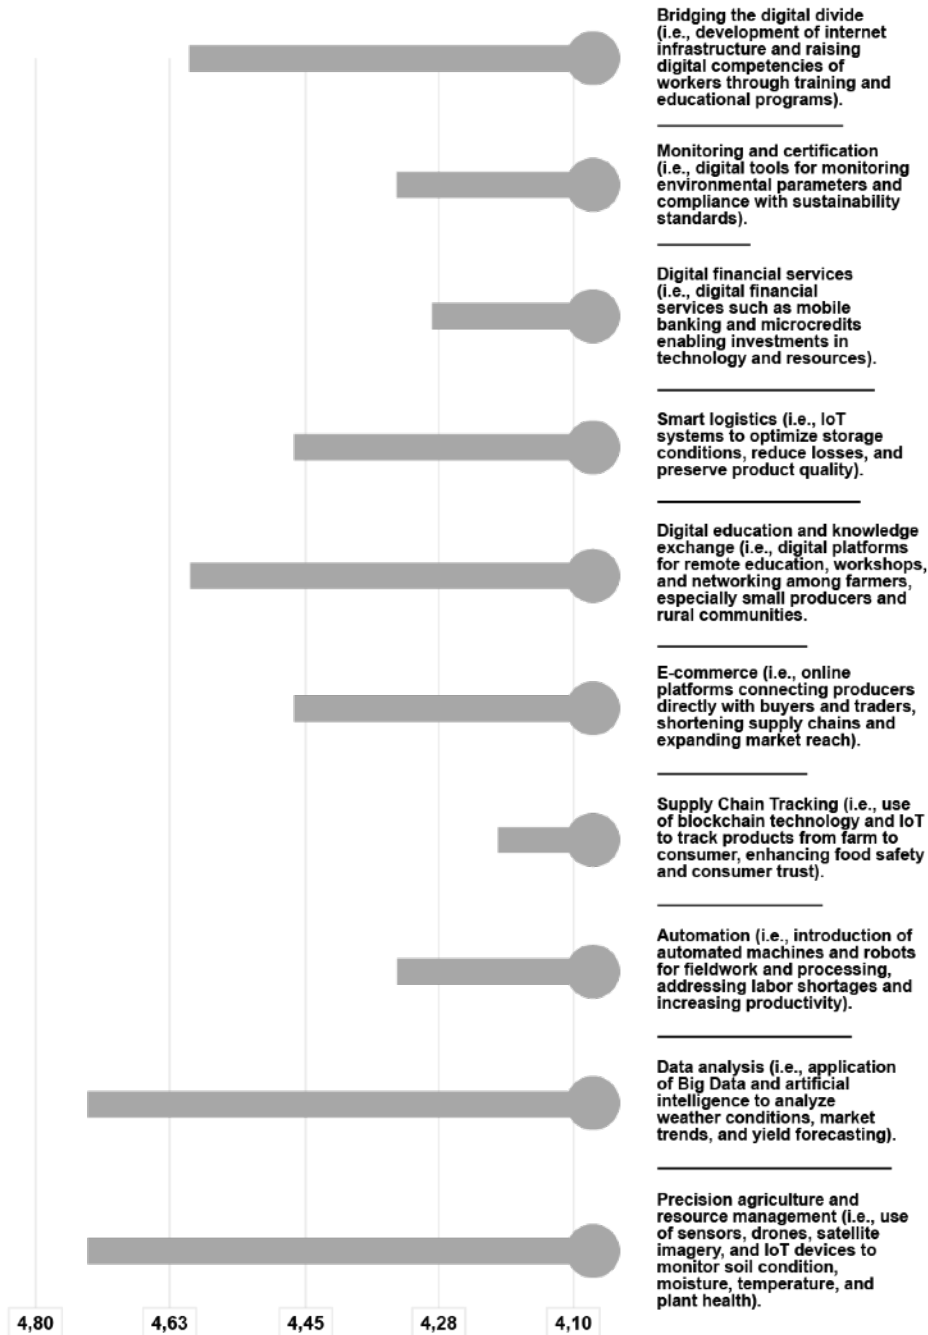 Bridging the digital divide
(i.e., development of internet
infrastructure and raising
digital competencies of
workers through training and
educational programs).
Monitoring and certification
(i.e., digital tools for monitoring
environmental parameters and
compliance with sustainability
standards).
Digital financial services
(i.e., digital financial
services such as mobile
banking and microcredits
enabling investments in
technology and resources).
Smart logistics (i.e., IoT
systems to optimize storage
conditions, reduce losses, and
preserve product quality).
Digital education and knowledge
exchange (i.e., digital platforms
for remote education, workshops,
and networking among farmers,
especially small producers and
rural communities.
E-commerce (i.e., online
platforms connecting producers
directly with buyers and traders,
shortening supply chains and
expanding market reach).
Supply Chain Tracking (i.e., use
of blockchain technology and IoT
to track products from farm to
consumer, enhancing food safety
and consumer trust).
Automation (i.e., introduction of
automated machines and robots
for fieldwork and processing,
addressing labor shortages and
increasing productivity).
Data analysis (i.e., application
of Big Data and artificial
intelligence to analyze
weather conditions, market
trends, and yield forecasting).
Precision agriculture and
resource management (i.e., use
of sensors, drones, satellite
imagery, and IoT devices to
monitor soil condition,
moisture, temperature, and
plant health).
4,80 4,63 4,45 4,28 4,10